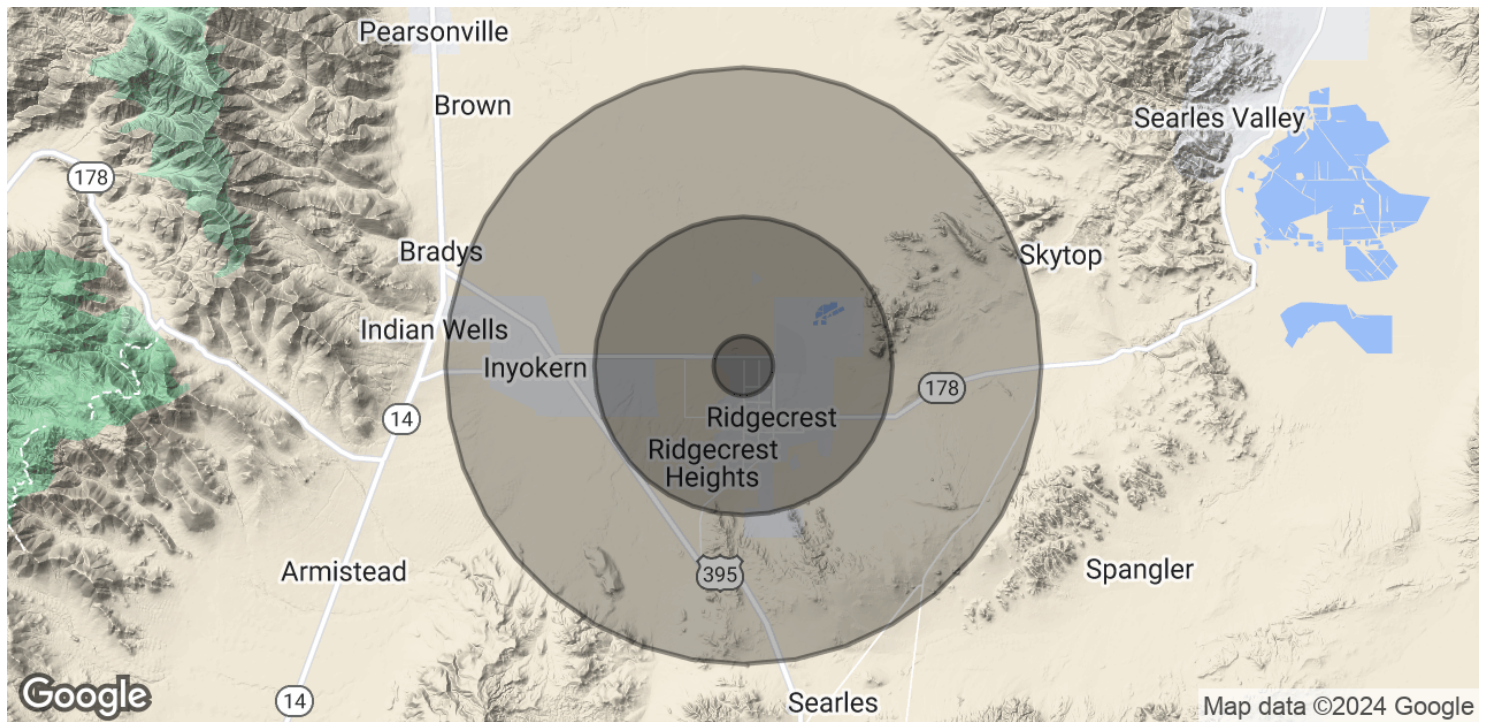 Pearsonville
Brown
Searles Valley
178
Bradys
Skytop
Indian Wells
Inyokern
178
14
Ridgecrest
Ridgecrest
Heights
Armistead
395
Spangler
14
Searles
Google
Map data ©2024 Google